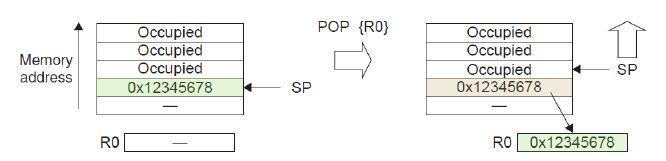 POP {R0}
Memory
address
Occupied
Occupied
Occupied
0x12345678
—
SP
R0 —
Occupied
Occupied
Occupied
0x12345678
—
SP
R0 0x12345678